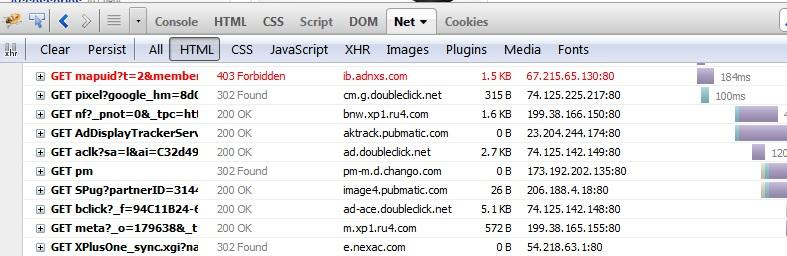 Console HTML CSS Script DOM Net Cookies
xhr Clear Persist All HTML CSS JavaScript XHR Images Plugins Media Fonts
GET mapuid?t=2&member 403 Forbidden ib.adnxs.com 1.5 KB 67.215.65.130:80 184ms
GET pixel?google_hm=8d0 302 Found cm.g.doubleclick.net 315 B 74.125.225.217:80 100ms
GET nf?_pnot=0&_tpc=htt 200 OK bnw.xp1.ru4.com 1.6 KB 199.38.166.150:80 4
GET AdDisplayTrackerServ 200 OK aktrack.pubmatic.com 0 B 23.204.244.174:80
GET aclk?sa=l&ai=C32d49 200 OK ad.doubleclick.net 2.7 KB 74.125.142.149:80 120
GET pm 302 Found pm-m.d.chango.com 0 B 173.192.202.135:80
GET SPug?partnerID=3144 200 OK image4.pubmatic.com 26 B 206.188.4.18:80
GET bclick?_f=94C11B24-6 200 OK ad-ace.doubleclick.net 5.1 KB 74.125.142.148:80
GET meta?_o=179638&_t 200 OK m.xp1.ru4.com 572 B 199.38.165.155:80
GET XPlusOne_sync.xgi?na 302 Found e.nexac.com 0 B 54.218.63.1:80